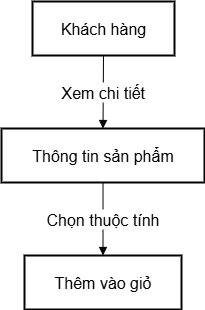 Khách hàng
Xem chi tiết
Thông tin sản phẩm
Chọn thuộc tính
Thêm vào giỏ